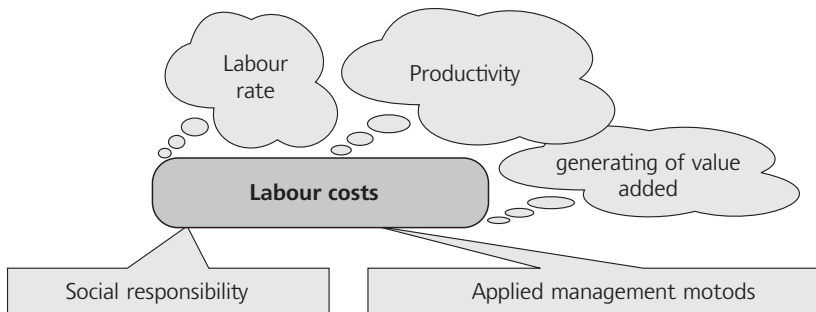 Labour
rate
Productivity
generating of value
added
Labour costs
Social responsibility
Applied management motods